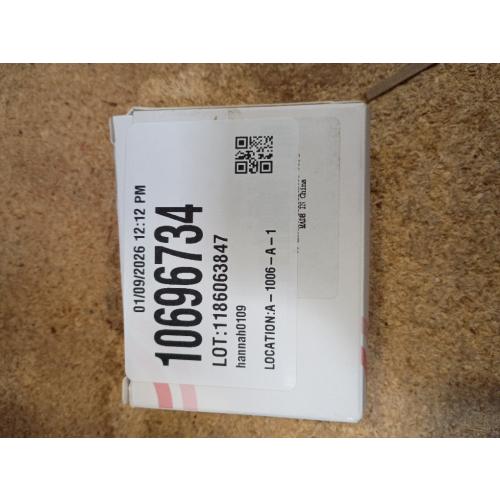 01/09/2026 12:12 PM
10696734
LOT:1186063847
hannah0109
LOCATION:A-1006-A-1
MADE IN China